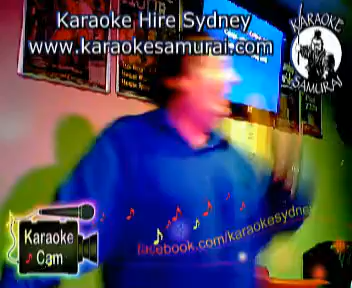 Karaoke Hire Sydney
www.karaokesamurai.com
KARAOKE
SAMURAI
facebook.com/karaokesydney
Karaoke
Cam